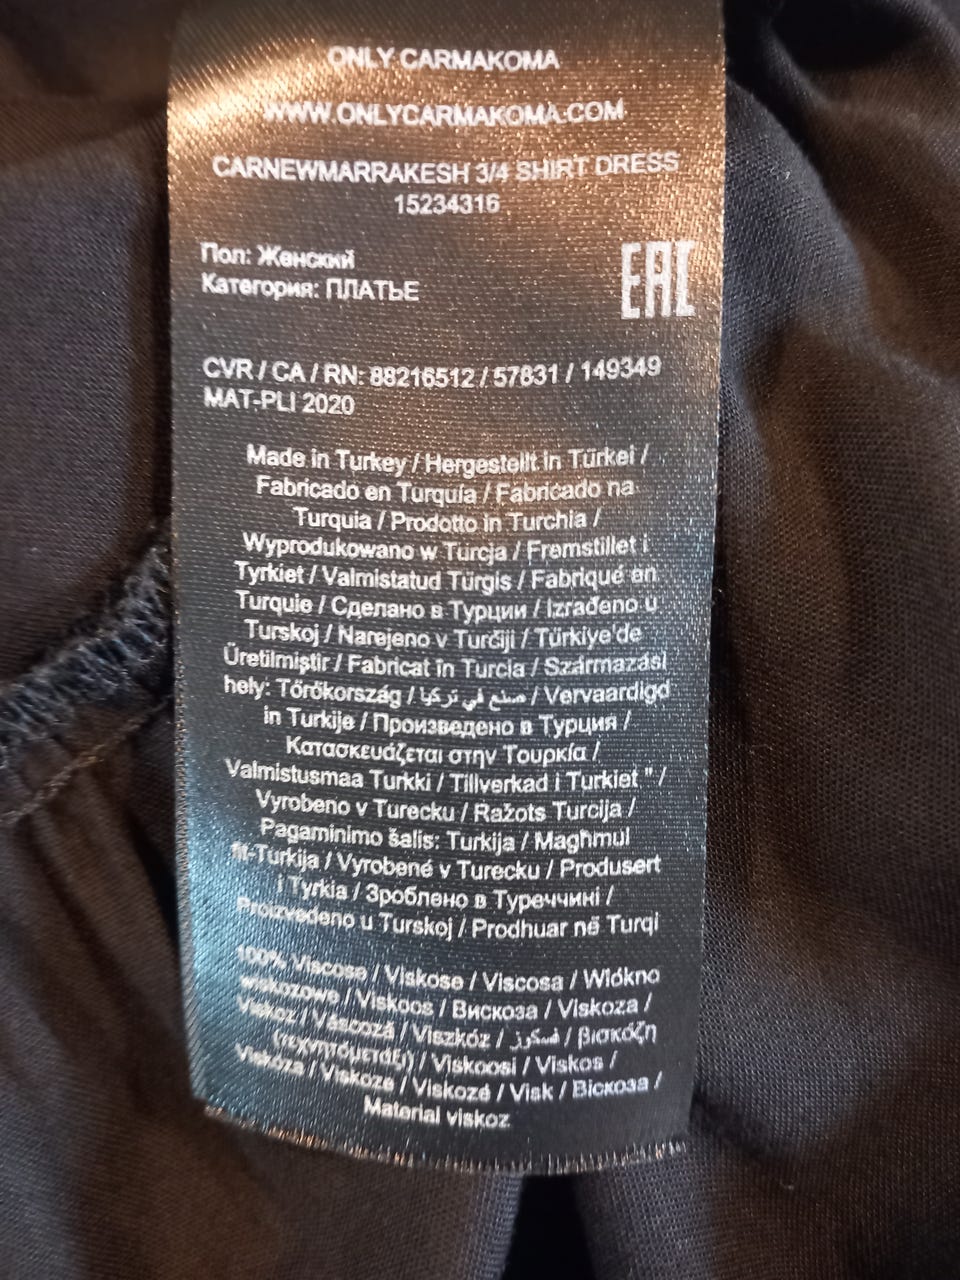 ONLY CARMAKOMA
WWW.ONLYCARMAKOMA.COM
CARNEWMARRAKESH 3/4 SHIRT DRESS
15234316
Пол: Женский
Категория: ПЛАТЬЕ
EAC
CVR / CA / RN: 88216512 / 57831 / 149349
MAT-PLI 2020
Made in Turkey / Hergestellt in Türkei /
Fabricado en Turquía / Fabricado na
Turquia / Prodotto in Turchia /
Wyprodukowano w Turcja / Fremstillet i
Tyrkiet / Valmistatud Türgis / Fabriqué en
Turquie / Сделано в Турции / Izrađeno u
Turskoj / Narejeno v Turčiji / Türkiye'de
Üretilmiştir / Fabricat în Turcia / Származási
hely: Törökország / صنع في تركيا / Vervaardigd
in Turkije / Произведено в Турция /
Κατασκευάζεται στην Τουρκία /
Valmistusmaa Turkki / Tillverkad i Turkiet " /
Vyrobeno v Turecku / Ražots Turcija /
Pagaminimo šalis: Turkija / Magħmul
fit-Turkija / Vyrobené v Turecku / Produsert
i Tyrkia / Зроблено в Туреччині /
Proizvedeno u Turskoj / Prodhuar në Turqi
100% Viscose / Viskose / Viscosa / Włókno
wiskozowe / Viskoos / Вискоза / Viskoza /
Viskoz / Vâscoză / Viszkóz / فسكوز / βισκόζη
(τεχνητόμετάξι) / Viskoosi / Viskos /
Viskóza / Viskoze / Viskozé / Visk / Віскоза /
Material viskoz